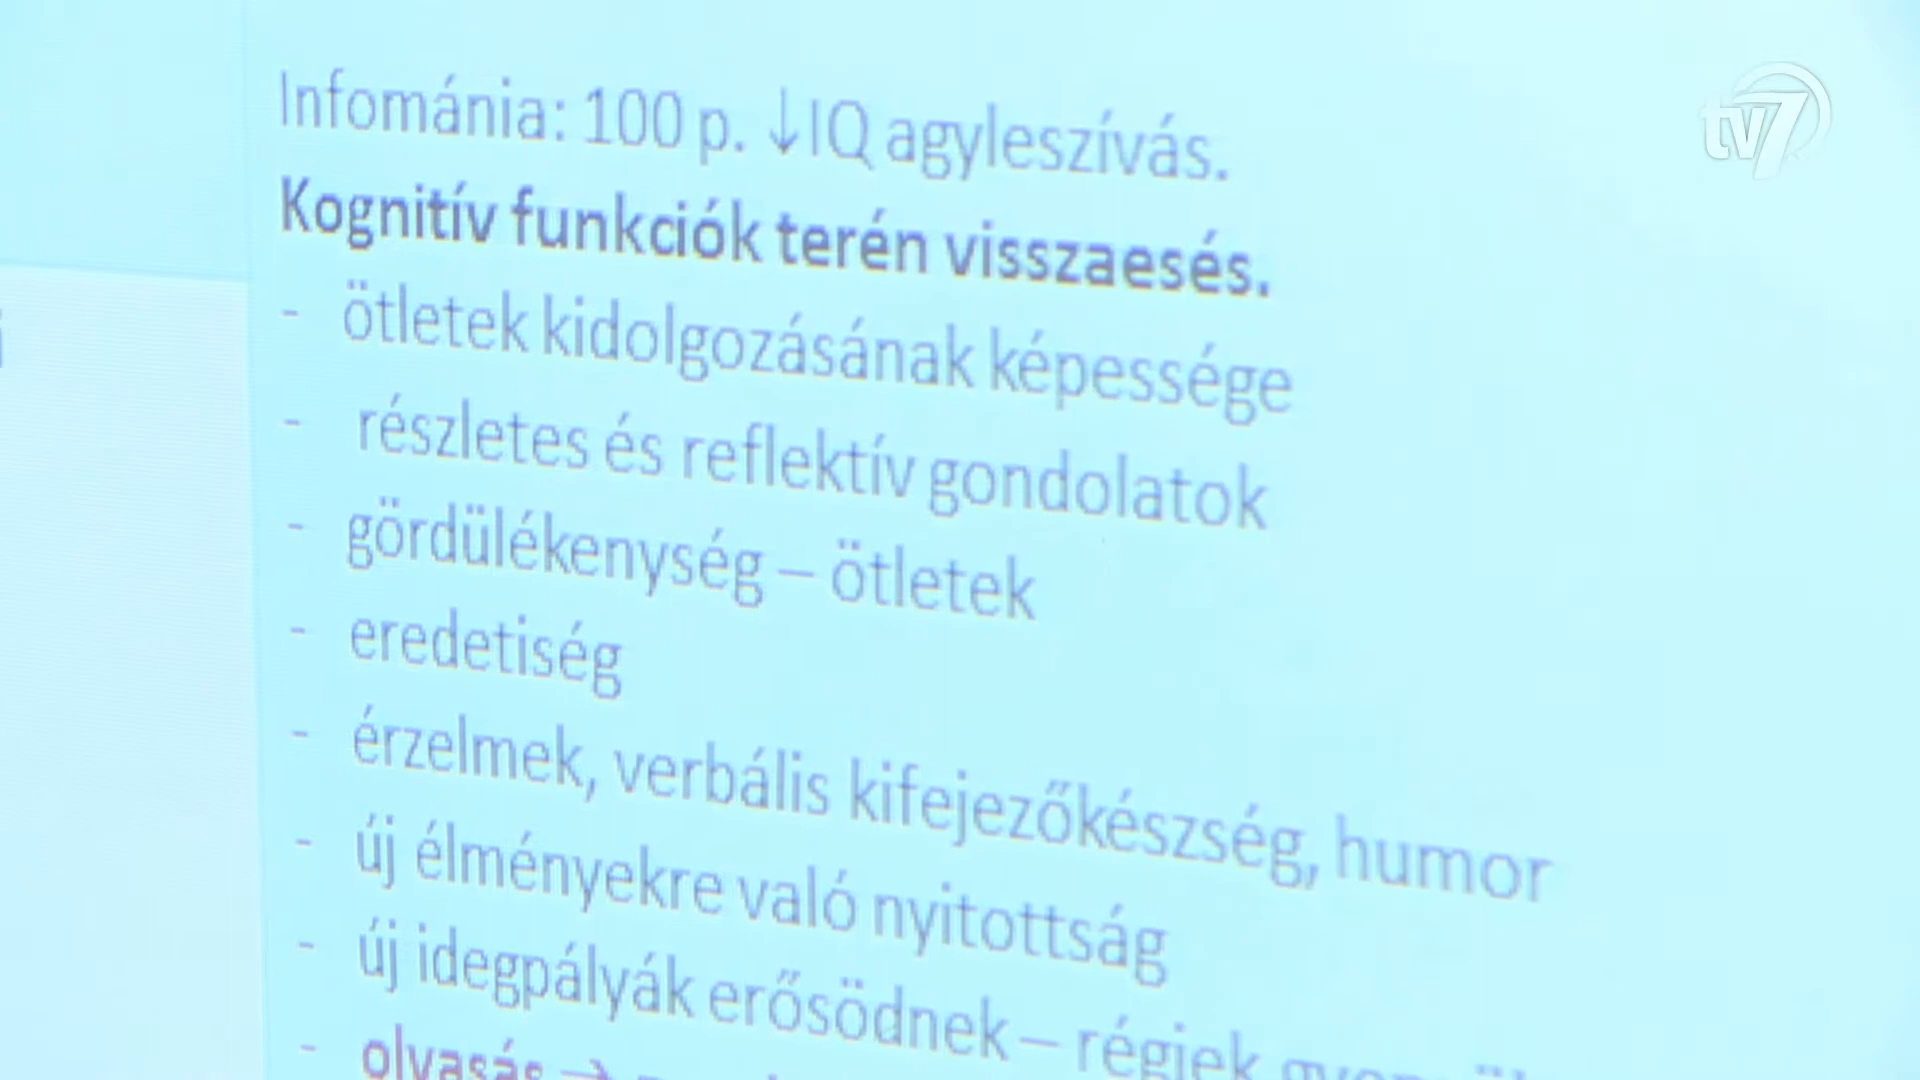 tv7
Infománia: 100 p. ↓IQ agyleszívás.
Kognitív funkciók terén visszaesés.
- ötletek kidolgozásának képessége
- részletes és reflektív gondolatok
- gördülékenység – ötletek
- eredetiség
- érzelmek, verbális kifejezőkészség, humor
- új élményekre való nyitottság
- új idegpályák erősödnek – régiek
- olvasás →